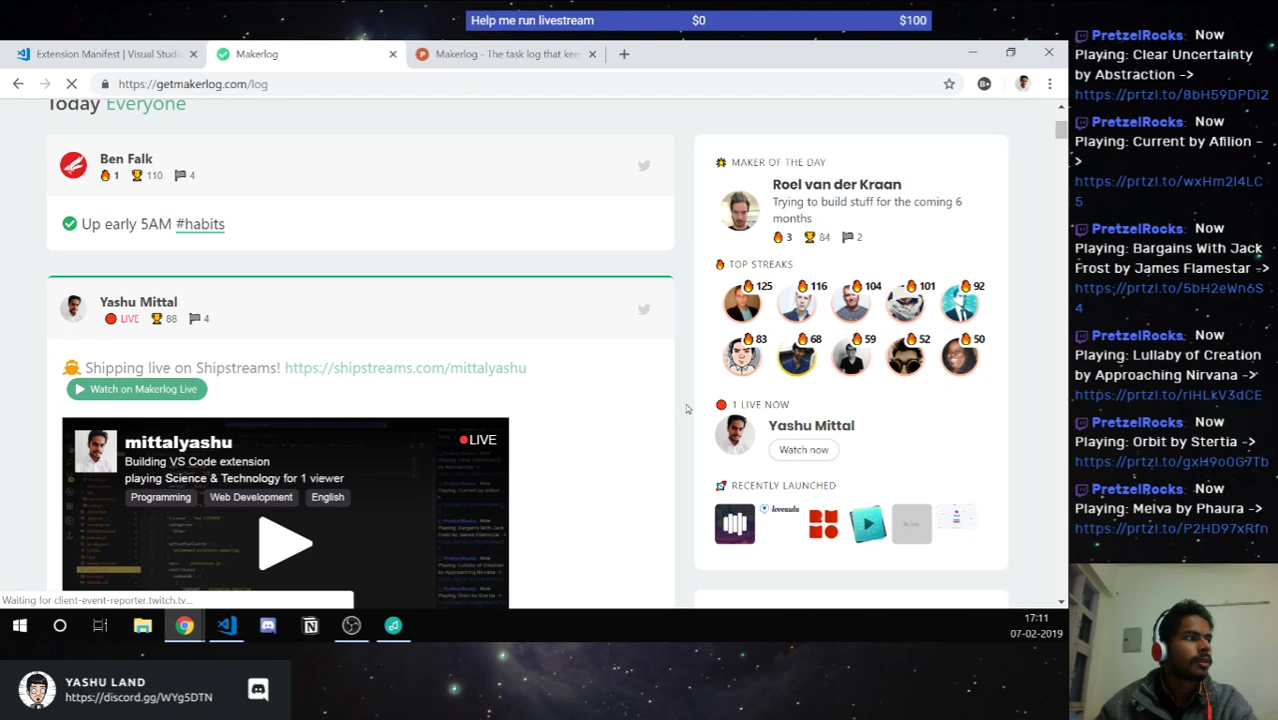 Help me run livestream $0 $100
Extension Manifest | Visual Studi
Makerlog
Makerlog - The task log that kee
https://getmakerlog.com/log
Today Everyone
Ben Falk
1 110 4
Up early 5AM #habits
Yashu Mittal
LIVE 88 4
Shipping live on Shipstreams! https://shipstreams.com/mittalyashu
Watch on Makerlog Live
mittalyashu
LIVE
Building VS Code extension
playing Science & Technology for 1 viewer
Programming Web Development English
Waiting for client-event-reporter.twitch.tv...
MAKER OF THE DAY
Roel van der Kraan
Trying to build stuff for the coming 6
months
3 84 2
TOP STREAKS
125 116 104 101 92
83 68 59 52 50
1 LIVE NOW
Yashu Mittal
Watch now
RECENTLY LAUNCHED
17:11
07-02-2019
YASHU LAND
https://discord.gg/WYg5DTN
PretzelRocks: Now
Playing: Clear Uncertainty
by Abstraction ->
https://prtzl.to/8bH59DPDi2
PretzelRocks: Now
Playing: Current by Afilion -
>
https://prtzl.to/wxHm2I4LC
5
PretzelRocks: Now
Playing: Bargains With Jack
Frost by James Flamestar ->
https://prtzl.to/5bH2eWn6S
4
PretzelRocks: Now
Playing: Lullaby of Creation
by Approaching Nirvana ->
https://prtzl.to/rIHLkV3dCE
PretzelRocks: Now
Playing: Orbit by Stertia ->
https://prtzl.to/gxH9o0G7Tb
PretzelRocks: Now
Playing: Melva by Phaura ->
https://prtzl.to/P2HD97xRfn